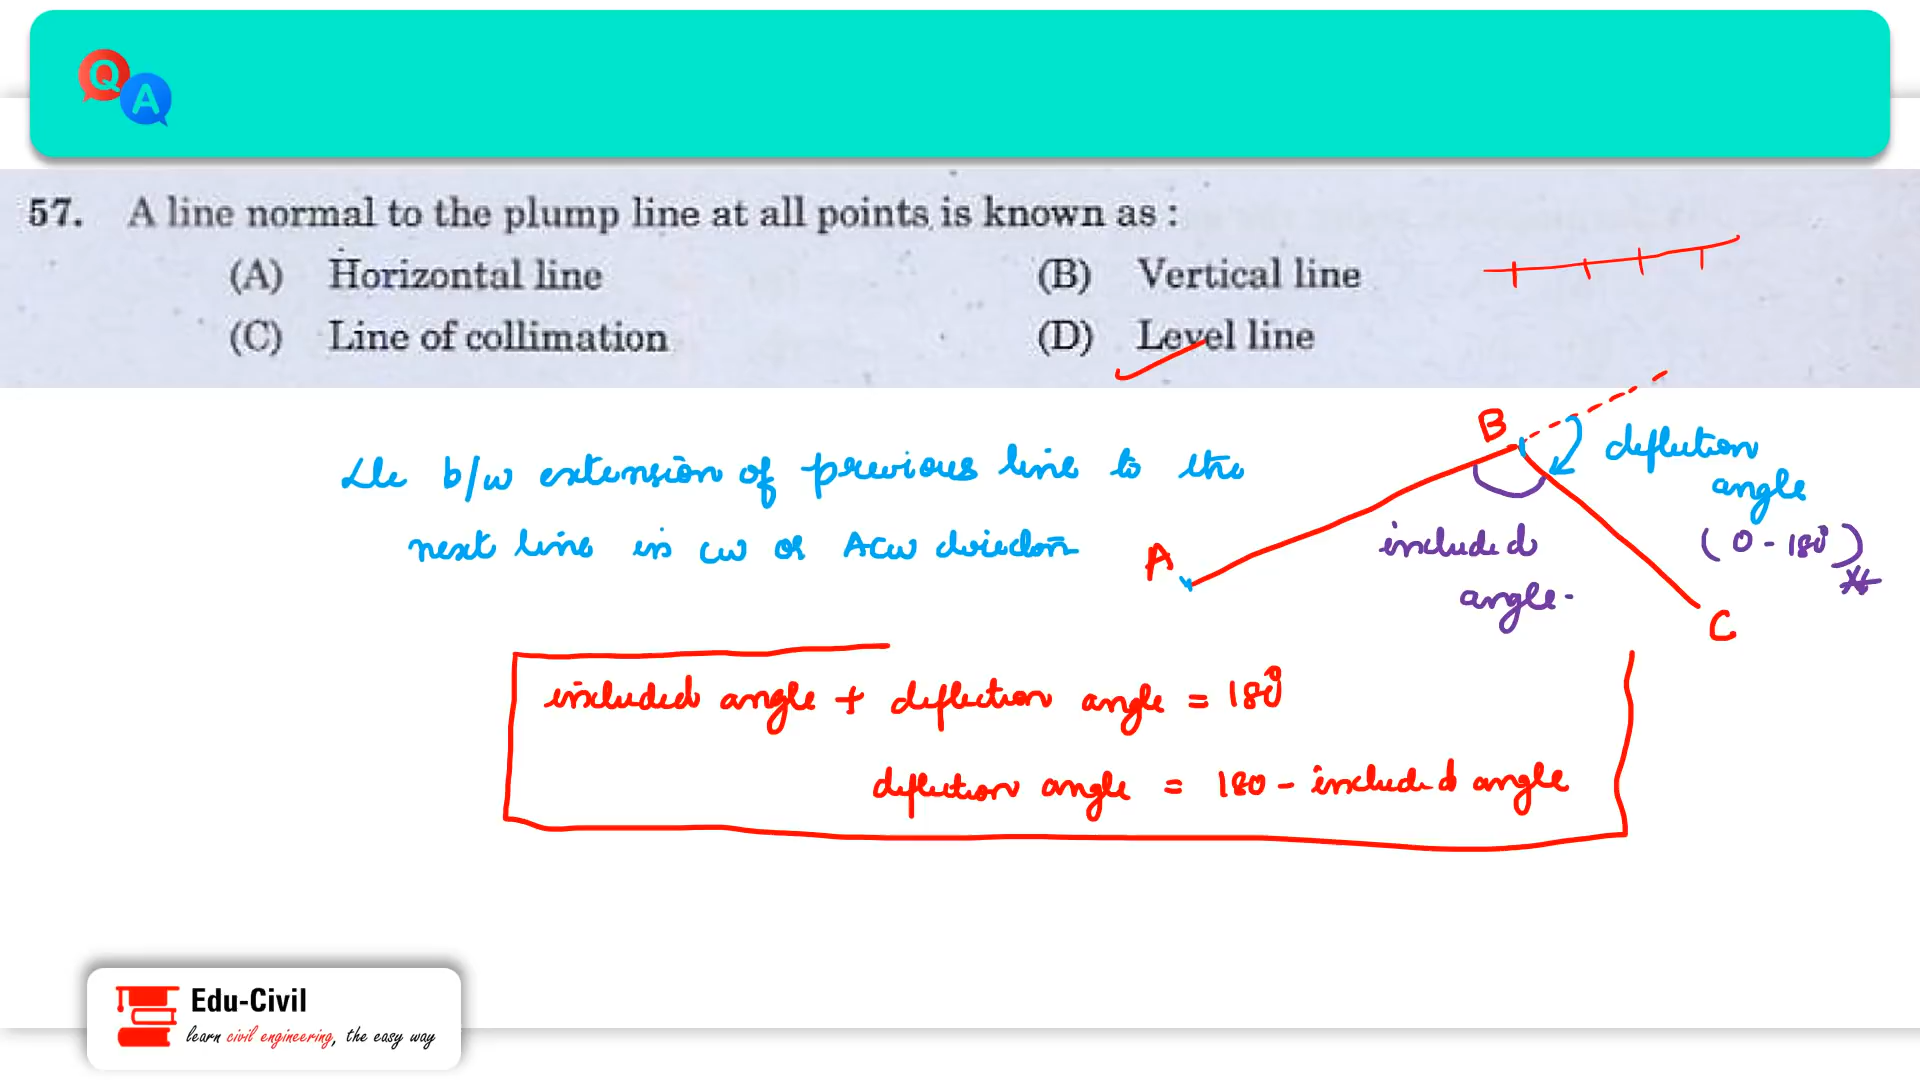 Q
A
57. A line normal to the plump line at all points is known as :
(A) Horizontal line (B) Vertical line
(C) Line of collimation (D) Level line
b/w extension of previous line to the
next line in cw or Acw direction
A
B
C
deflection
angle
(0 - 180°)
included
angle
included angle + deflection angle = 180°
deflection angle = 180 - included angle
Edu-Civil
learn civil engineering, the easy way